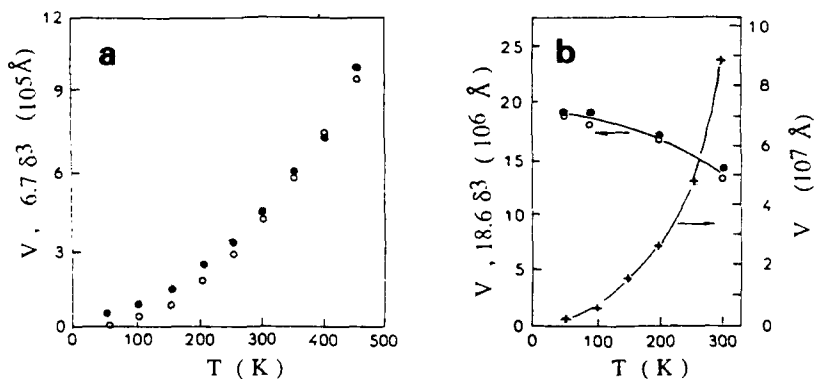 a
V, 6.7 δ3 (10⁵Å)
12
9
6
3
0
0 100 200 300 400 500
T (K)
b
V, 18.6 δ3 (10⁶ Å)
25
20
15
10
5
0
0 100 200 300
T (K)
10
8
6
4
2
0
V (10⁷ Å)